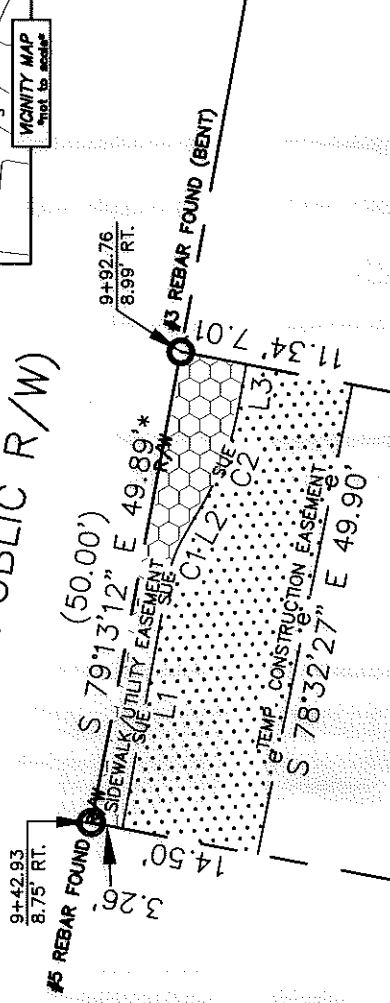 VICINITY MAP
*not to scale*
PUBLIC R/W)
(50.00')
S 79°13'12" E 49.89'*
R/W
R/W
9+42.93
8.75' RT.
#5 REBAR FOUND
9+92.76
8.99' RT.
#3 REBAR FOUND (BENT)
SIDEWALK/UTILITY EASEMENT
SUE
SUE
SUE
L1
C1
L2
C2
L3
3.26'
14.50'
7.01
11.34'
e TEMP CONSTRUCTION EASEMENT e
e e
S 78°32'27" E 49.90'